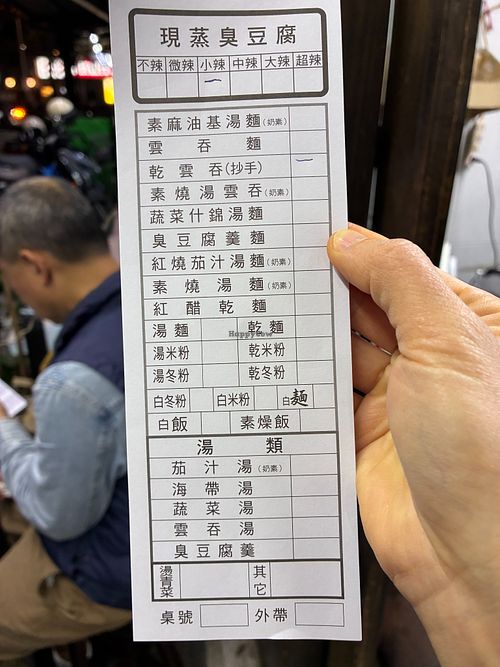 現蒸臭豆腐
不辣 微辣 小辣 中辣 大辣 超辣
一
素麻油基湯麵(奶素)
雲吞麵
乾雲吞(抄手) 一
素燒湯雲吞(奶素)
蔬菜什錦湯麵
臭豆腐羹麵
紅燒茄汁湯麵(奶素)
素燒湯麵(奶素)
紅醋乾麵
湯麵 乾麵
HappyCow
湯米粉 乾米粉
湯冬粉 乾冬粉
白冬粉 白米粉 白麵
白飯 素燥飯
湯類
茄汁湯(奶素)
海帶湯
蔬菜湯
雲吞湯
臭豆腐羹
燙青菜 其它
桌號 外帶